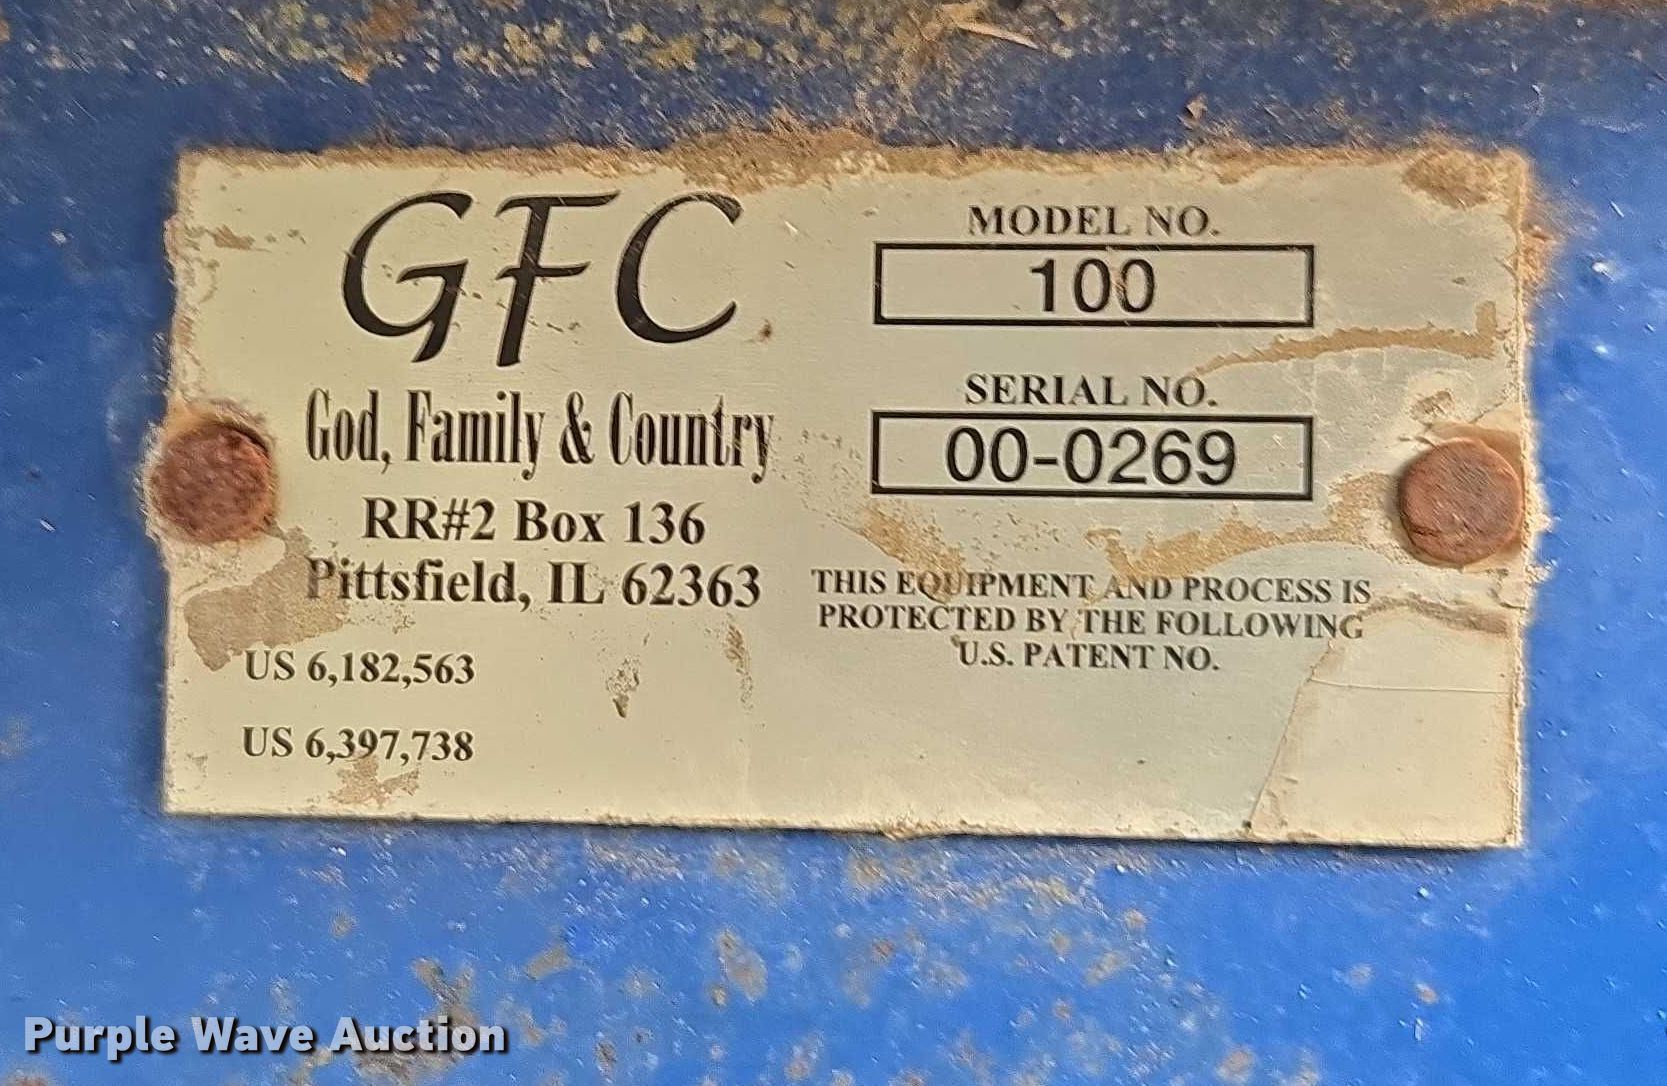 GFC
God, Family & Country
RR#2 Box 136
Pittsfield, IL 62363
US 6,182,563
US 6,397,738
MODEL NO.
100
SERIAL NO.
00-0269
THIS EQUIPMENT AND PROCESS IS
PROTECTED BY THE FOLLOWING
U.S. PATENT NO.
Purple Wave Auction